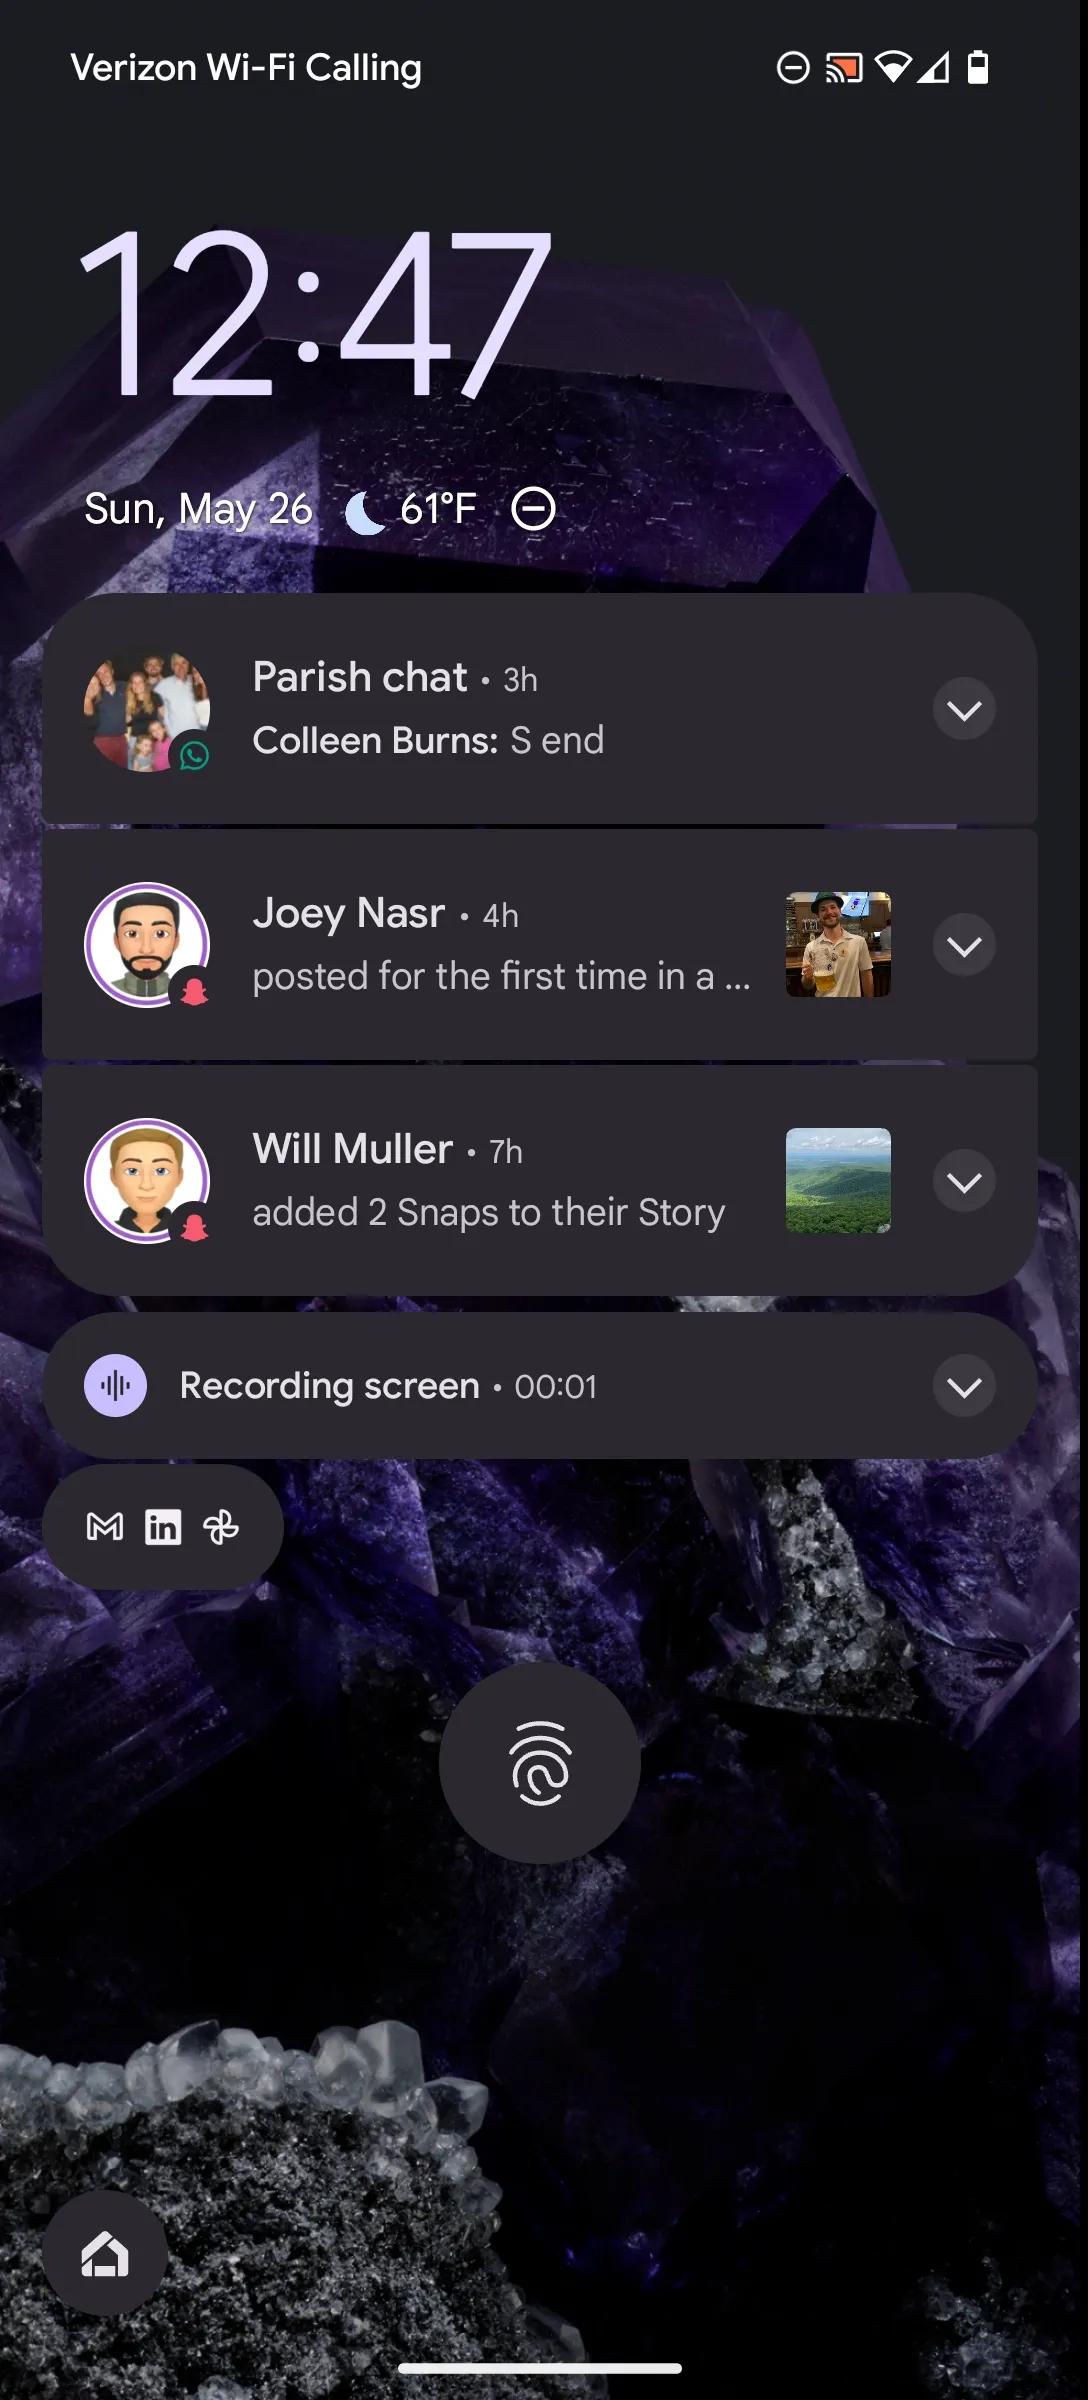 Verizon Wi-Fi Calling
12:47
Sun, May 26 61°F
Parish chat • 3h
Colleen Burns: S end
Joey Nasr • 4h
posted for the first time in a ...
Will Muller • 7h
added 2 Snaps to their Story
Recording screen • 00:01